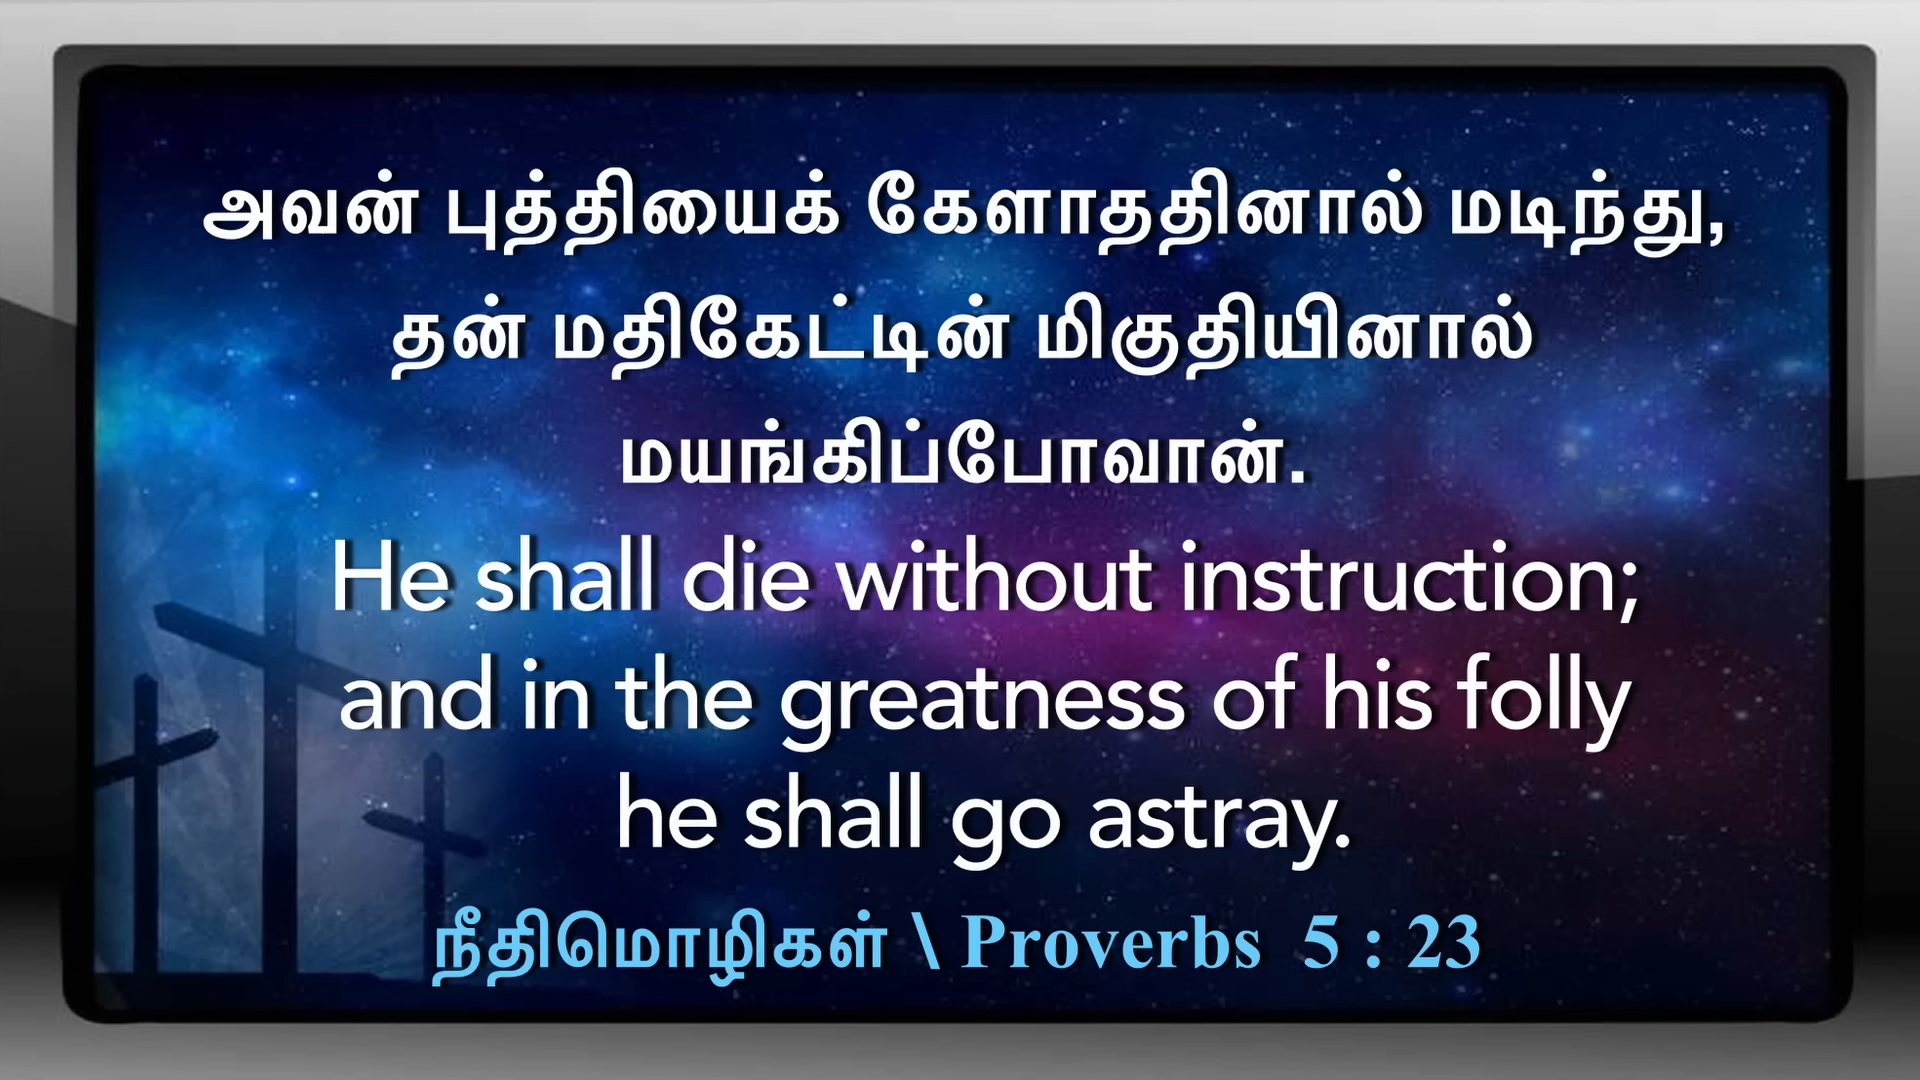 அவன் புத்தியைக் கேளாததினால் மடிந்து,
தன் மதிகேட்டின் மிகுதியினால்
மயங்கிப்போவான்.
He shall die without instruction;
and in the greatness of his folly
he shall go astray.
நீதிமொழிகள் \ Proverbs 5 : 23